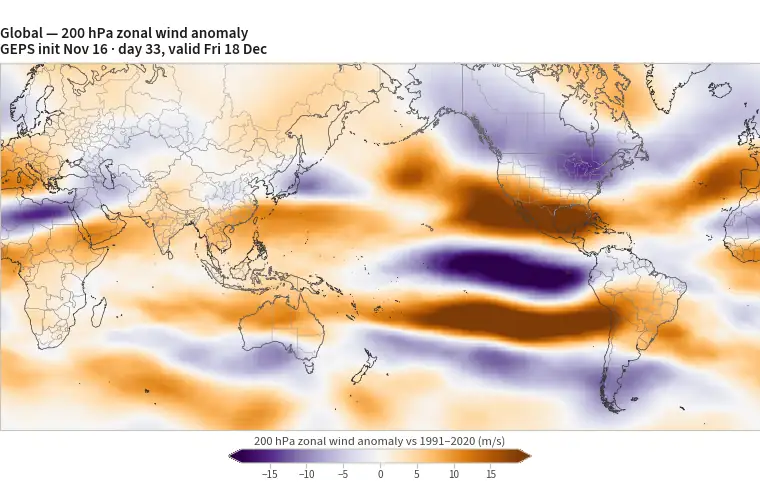 Global — 200 hPa zonal wind anomaly
GEPS init Nov 16 · day 33, valid Fri 18 Dec
200 hPa zonal wind anomaly vs 1991–2020 (m/s)
−15 −10 −5 0 5 10 15